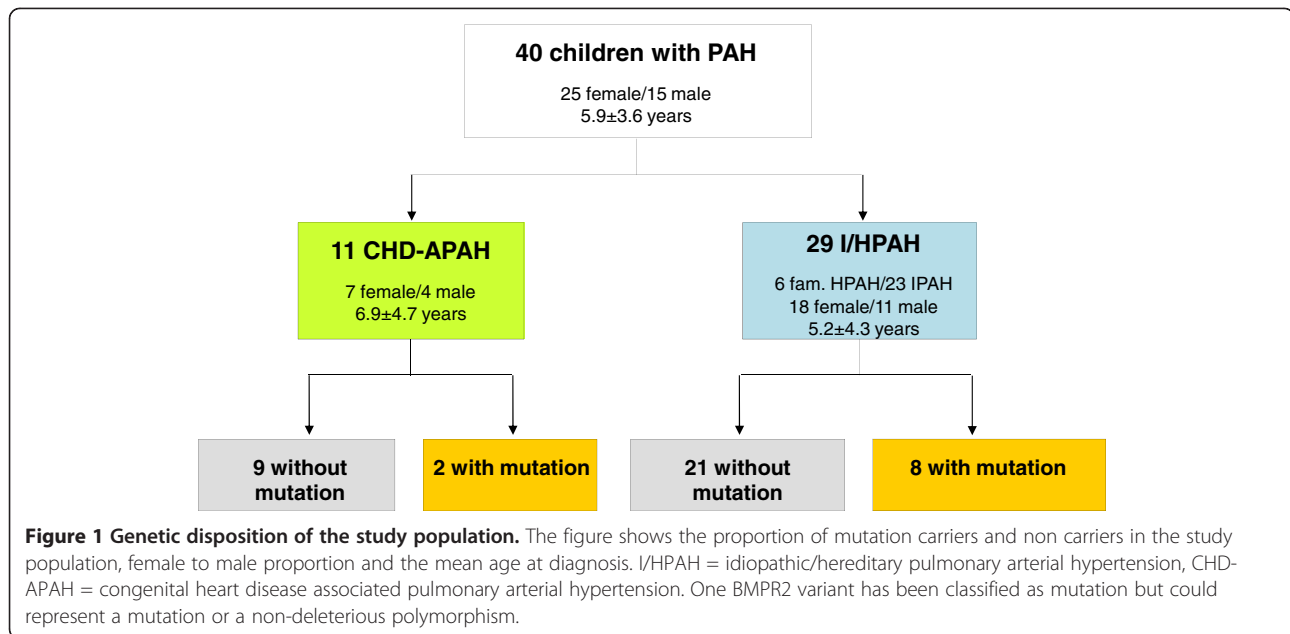 40 children with PAH
25 female/15 male
5.9±3.6 years
11 CHD-APAH
7 female/4 male
6.9±4.7 years
29 I/HPAH
6 fam. HPAH/23 IPAH
18 female/11 male
5.2±4.3 years
9 without
mutation
2 with mutation
21 without
mutation
8 with mutation
Figure 1 Genetic disposition of the study population. The figure shows the proportion of mutation carriers and non carriers in the study
population, female to male proportion and the mean age at diagnosis. I/HPAH = idiopathic/hereditary pulmonary arterial hypertension, CHD-
APAH = congenital heart disease associated pulmonary arterial hypertension. One BMPR2 variant has been classified as mutation but could
represent a mutation or a non-deleterious polymorphism.